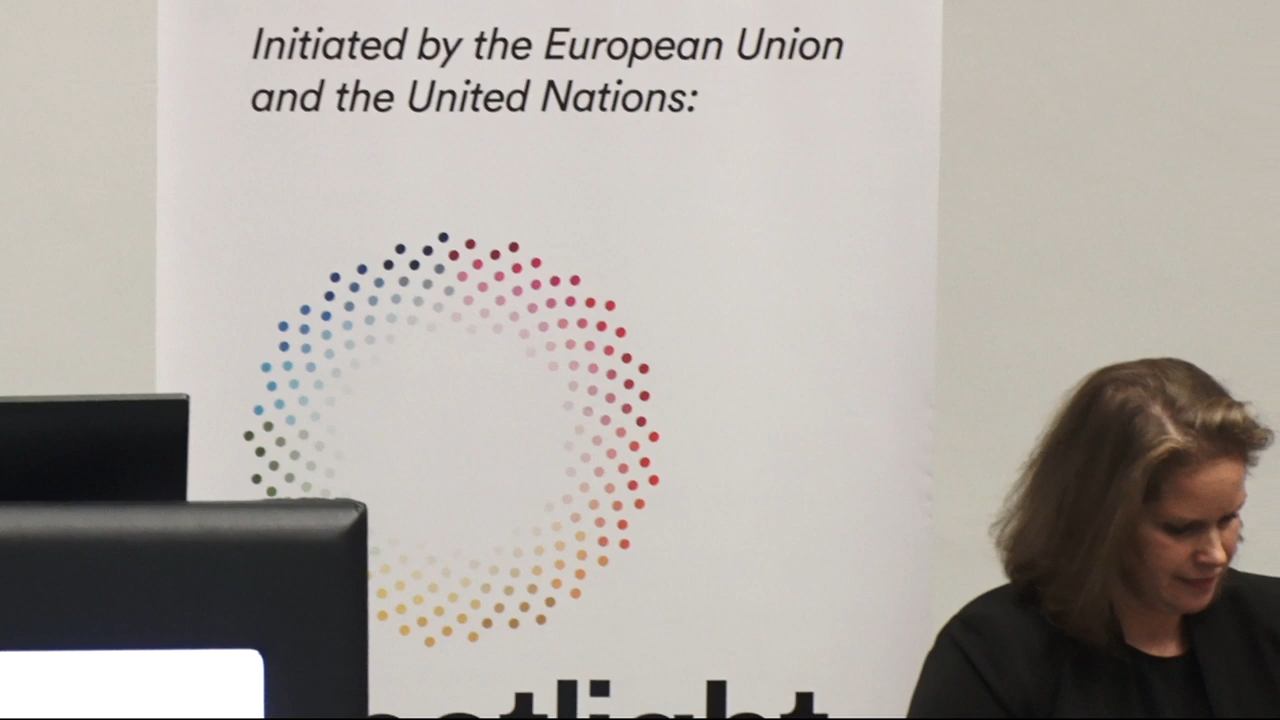 Initiated by the European Union
and the United Nations: